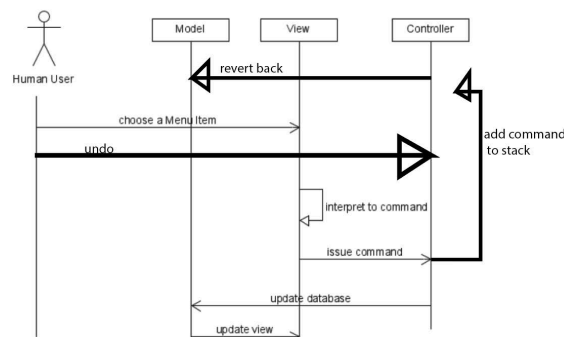 Model
View
Controller
Human User
revert back
choose a Menu Item
undo
add command
to stack
interpret to command
issue command
update database
update view